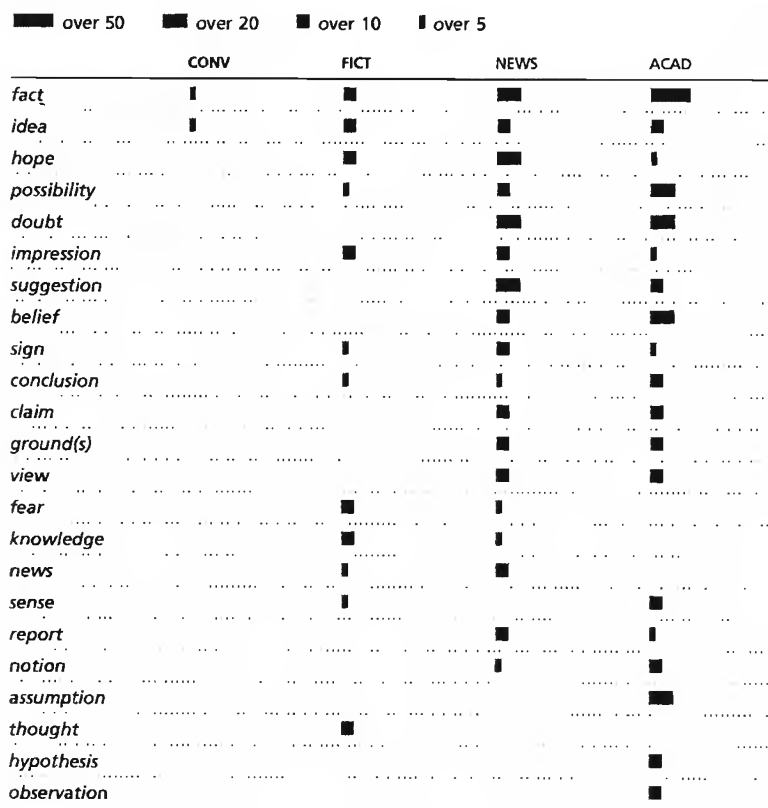 over 50 over 20 over 10 over 5
CONV FICT NEWS ACAD
fact
idea
hope
possibility
doubt
impression
suggestion
belief
sign
conclusion
claim
ground(s)
view
fear
knowledge
news
sense
report
notion
assumption
thought
hypothesis
observation